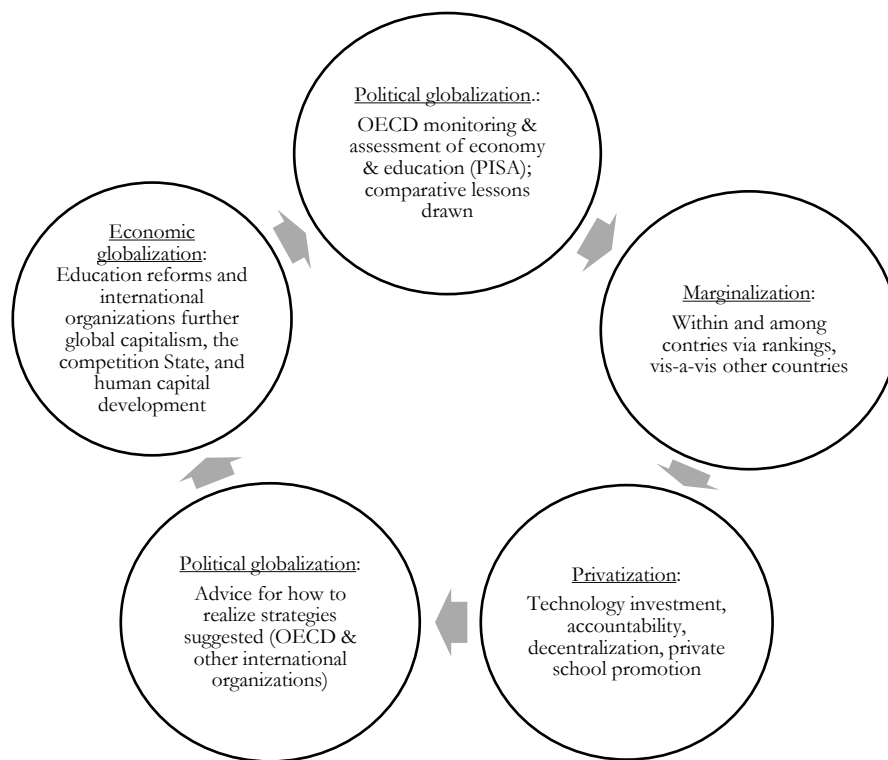 Political globalization.:
OECD monitoring &
assessment of economy
& education (PISA);
comparative lessons
drawn
Marginalization:
Within and among
contries via rankings,
vis-a-vis other countries
Privatization:
Technology investment,
accountability,
decentralization, private
school promotion
Political globalization:
Advice for how to
realize strategies
suggested (OECD &
other international
organizations)
Economic
globalization:
Education reforms and
international
organizations further
global capitalism, the
competition State, and
human capital
development